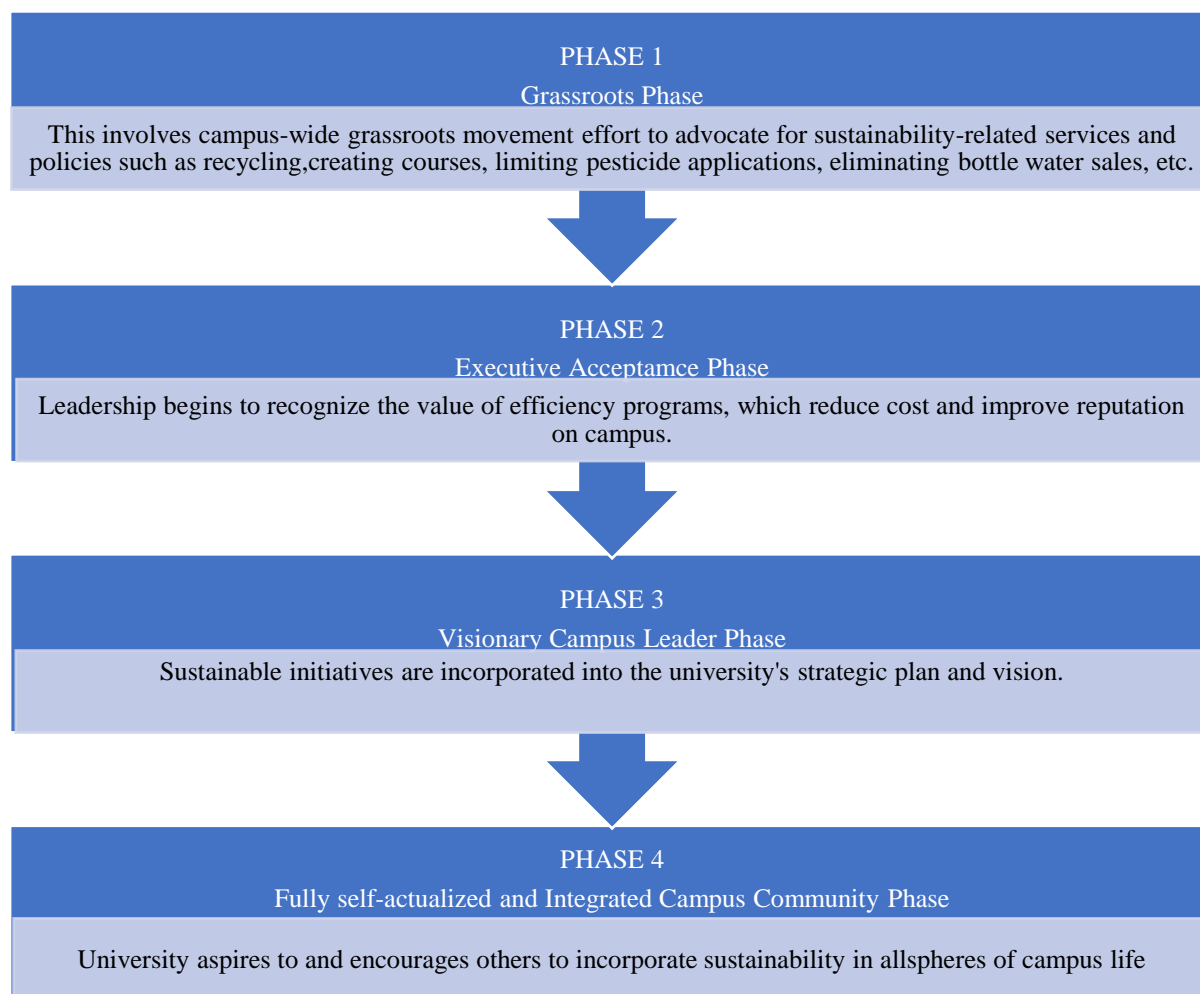 PHASE 1
Grassroots Phase
This involves campus-wide grassroots movement effort to advocate for sustainability-related services and
policies such as recycling,creating courses, limiting pesticide applications, eliminating bottle water sales, etc.
PHASE 2
Executive Acceptamce Phase
Leadership begins to recognize the value of efficiency programs, which reduce cost and improve reputation
on campus.
PHASE 3
Visionary Campus Leader Phase
Sustainable initiatives are incorporated into the university's strategic plan and vision.
PHASE 4
Fully self-actualized and Integrated Campus Community Phase
University aspires to and encourages others to incorporate sustainability in allspheres of campus life